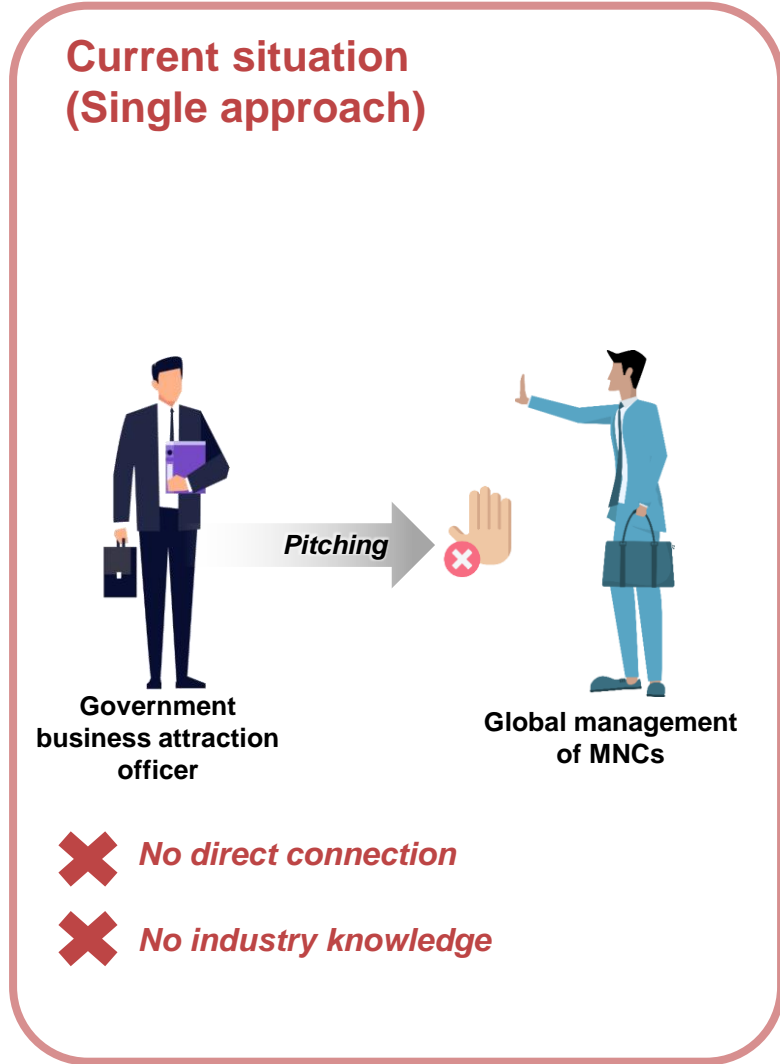 Current situation
(Single approach)
Pitching
Government
business attraction
officer
Global management
of MNCs
No direct connection
No industry knowledge